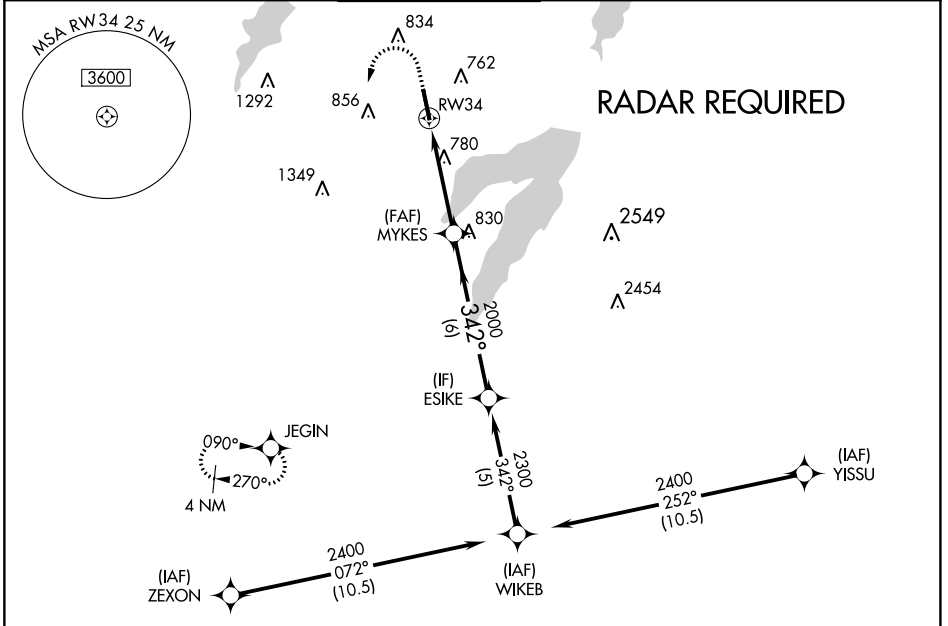 MSA RW34 25 NM
3600
834
762
1292
856
RW34
RADAR REQUIRED
780
1349
(FAF)
MYKES
830
2549
2454
2000
342°
(6)
(IF)
ESIKE
JEGIN
090°
270°
4 NM
2300
342°
(5)
(IAF)
YISSU
2400
252°
(10.5)
2400
072°
(10.5)
(IAF)
ZEXON
(IAF)
WIKEB